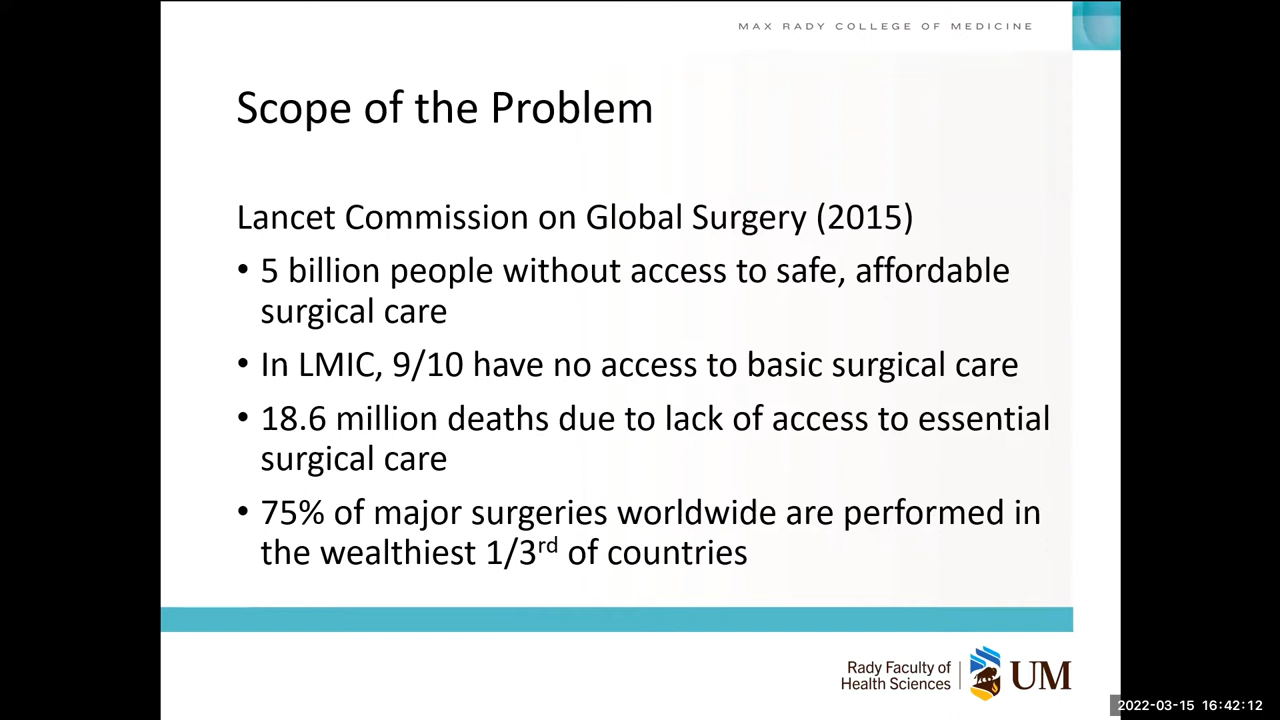 MAX RADY COLLEGE OF MEDICINE
Scope of the Problem
Lancet Commission on Global Surgery (2015)
• 5 billion people without access to safe, affordable
surgical care
• In LMIC, 9/10 have no access to basic surgical care
• 18.6 million deaths due to lack of access to essential
surgical care
• 75% of major surgeries worldwide are performed in
the wealthiest 1/3rd of countries
Rady Faculty of
Health Sciences
UM
2022-03-15 16:42:12